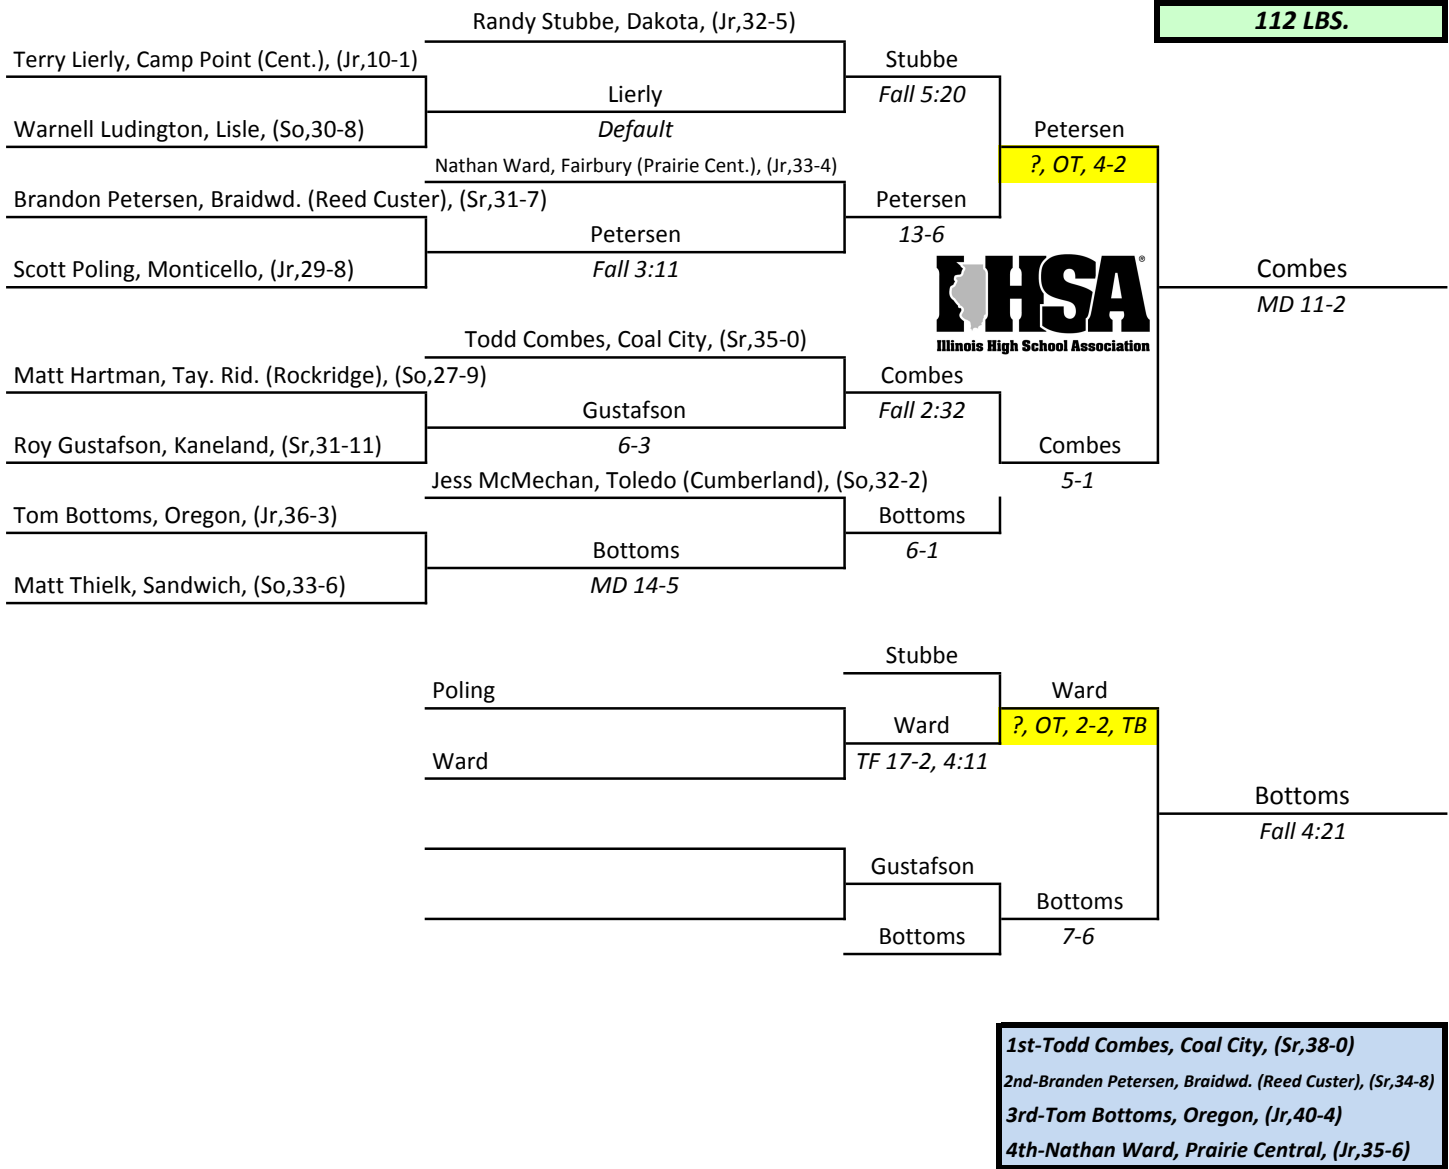 Randy Stubbe, Dakota, (Jr,32-5)
112 LBS.
Terry Lierly, Camp Point (Cent.), (Jr,10-1)
Stubbe
Lierly
Fall 5:20
Warnell Ludington, Lisle, (So,30-8)
Default
Petersen
Nathan Ward, Fairbury (Prairie Cent.), (Jr,33-4)
?, OT, 4-2
Brandon Petersen, Braidwd. (Reed Custer), (Sr,31-7)
Petersen
Petersen
13-6
Scott Poling, Monticello, (Jr,29-8)
Fall 3:11
IHSA®
Illinois High School Association
Combes
MD 11-2
Todd Combes, Coal City, (Sr,35-0)
Matt Hartman, Tay. Rid. (Rockridge), (So,27-9)
Combes
Gustafson
Fall 2:32
Roy Gustafson, Kaneland, (Sr,31-11)
6-3
Combes
Jess McMechan, Toledo (Cumberland), (So,32-2)
5-1
Tom Bottoms, Oregon, (Jr,36-3)
Bottoms
Bottoms
6-1
Matt Thielk, Sandwich, (So,33-6)
MD 14-5
Stubbe
Poling
Ward
Ward
?, OT, 2-2, TB
Ward
TF 17-2, 4:11
Bottoms
Fall 4:21
Gustafson
Bottoms
Bottoms
7-6
1st-Todd Combes, Coal City, (Sr,38-0)
2nd-Branden Petersen, Braidwd. (Reed Custer), (Sr,34-8)
3rd-Tom Bottoms, Oregon, (Jr,40-4)
4th-Nathan Ward, Prairie Central, (Jr,35-6)